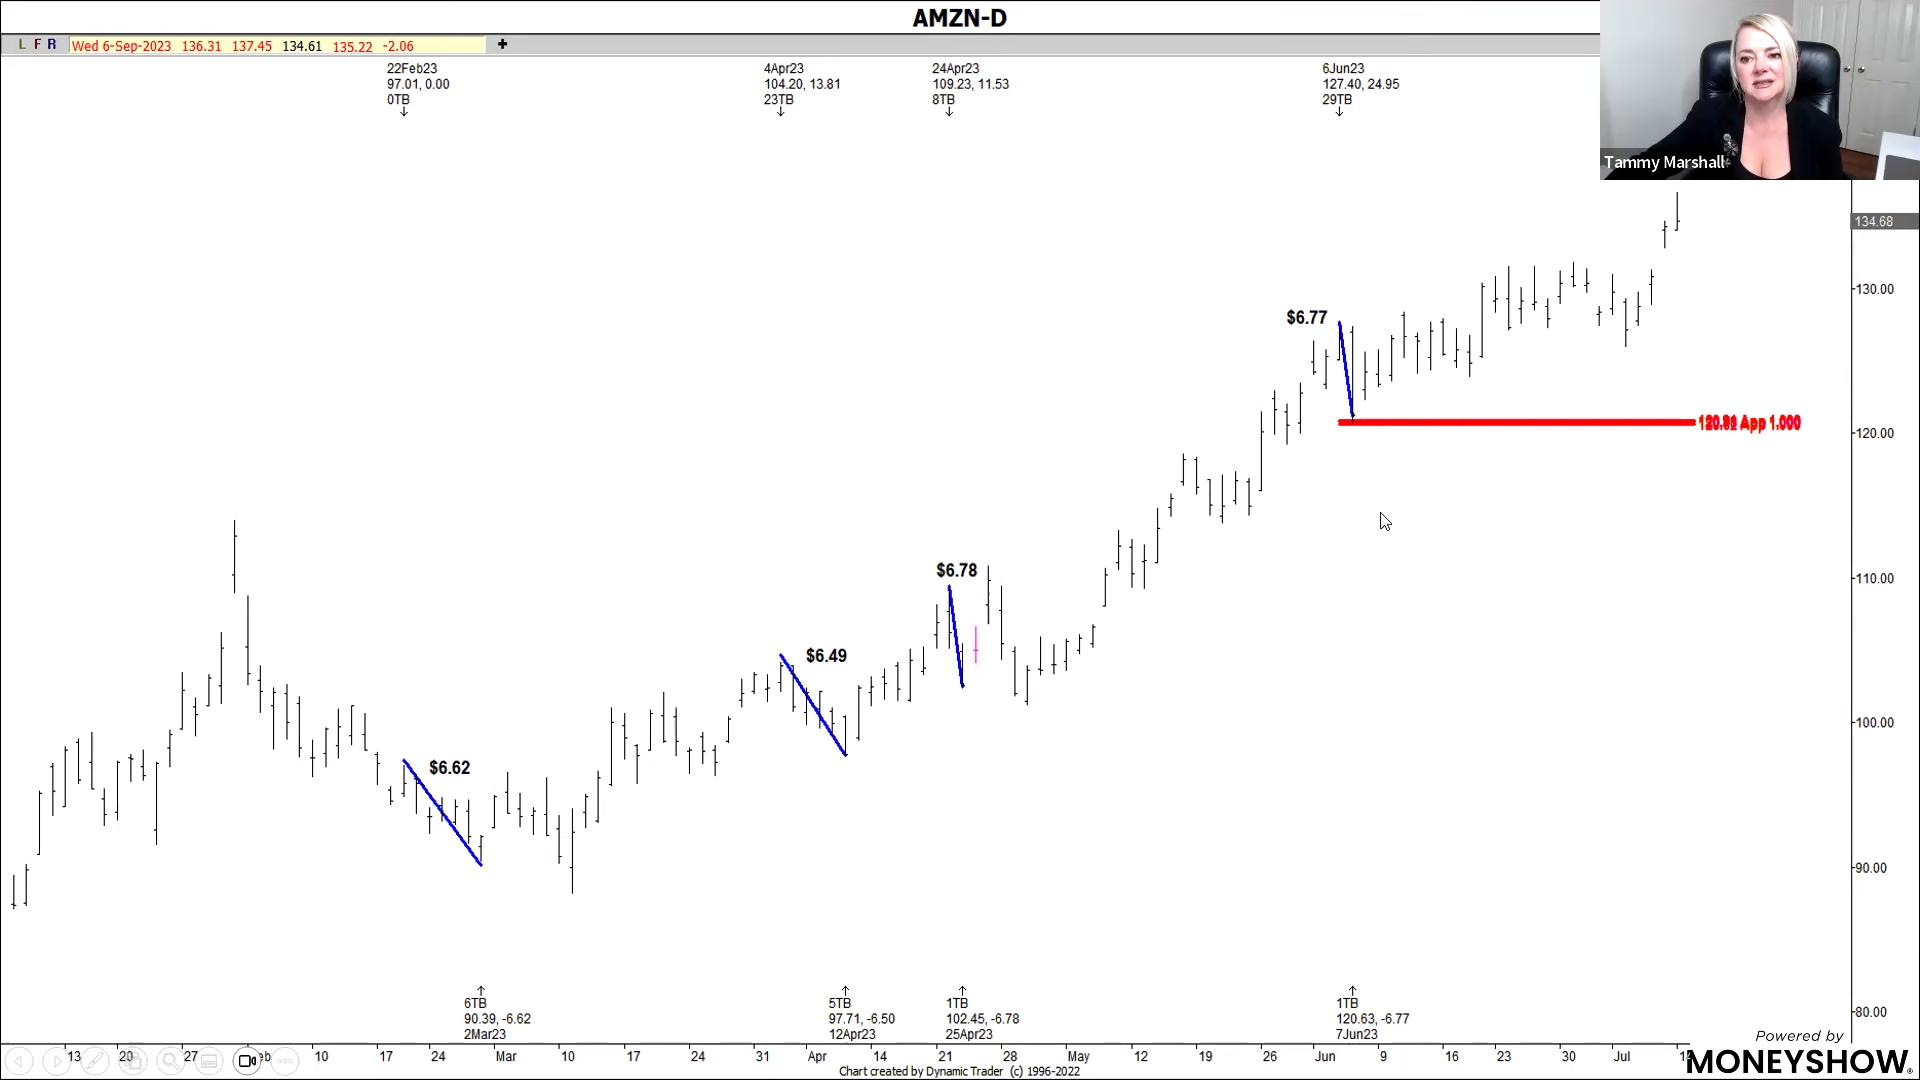 AMZN-D
L F R Wed 6-Sep-2023 136.31 137.45 134.61 135.22 -2.06
22Feb23
97.01, 0.00
0TB
4Apr23
104.20, 13.81
23TB
24Apr23
109.23, 11.53
8TB
6Jun23
127.40, 24.95
29TB
Tammy Marshall
134.68
130.00
$6.77
App 1.000
120.00
110.00
$6.78
$6.49
100.00
$6.62
90.00
80.00
6TB
90.39, -6.62
2Mar23
5TB
97.71, -6.50
12Apr23
1TB
102.45, -6.78
25Apr23
1TB
120.63, -6.77
7Jun23
13 20 27 10 17 24 Mar 10 17 24 31 Apr 14 21 28 May 12 19 26 Jun 9 16 23 30 Jul
Chart created by Dynamic Trader (c) 1996-2022
Powered by
MONEYSHOW